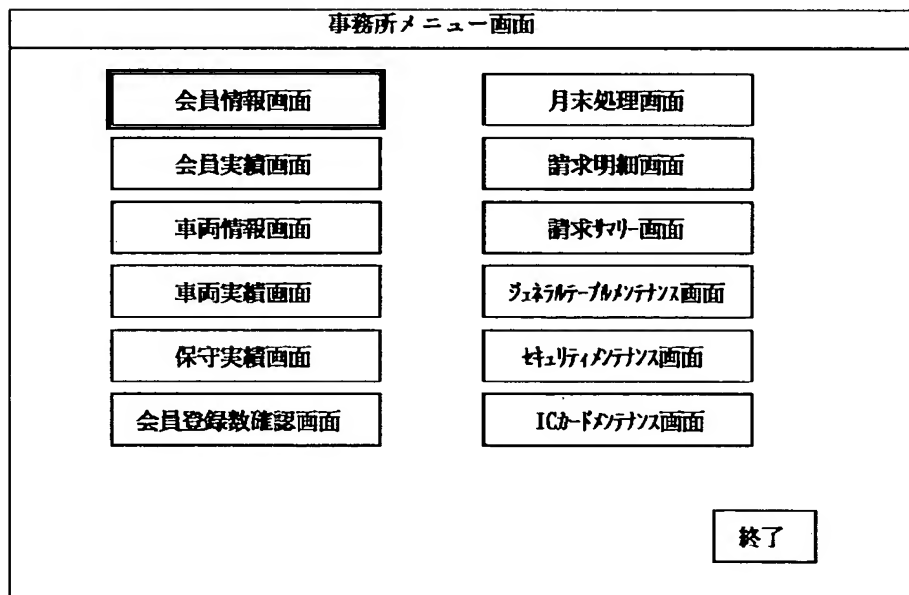 事務所メニュー画面
会員情報画面
会員実績画面
車両情報画面
車両実績画面
保守実績画面
会員登録数確認画面
月末処理画面
請求明細画面
請求ｻﾏﾘｰ画面
ｼﾞｪﾈﾗﾙﾃｰﾌﾞﾙﾒﾝﾃﾅﾝｽ画面
ｾｷｭﾘﾃｨﾒﾝﾃﾅﾝｽ画面
ICｶｰﾄﾞﾒﾝﾃﾅﾝｽ画面
終了